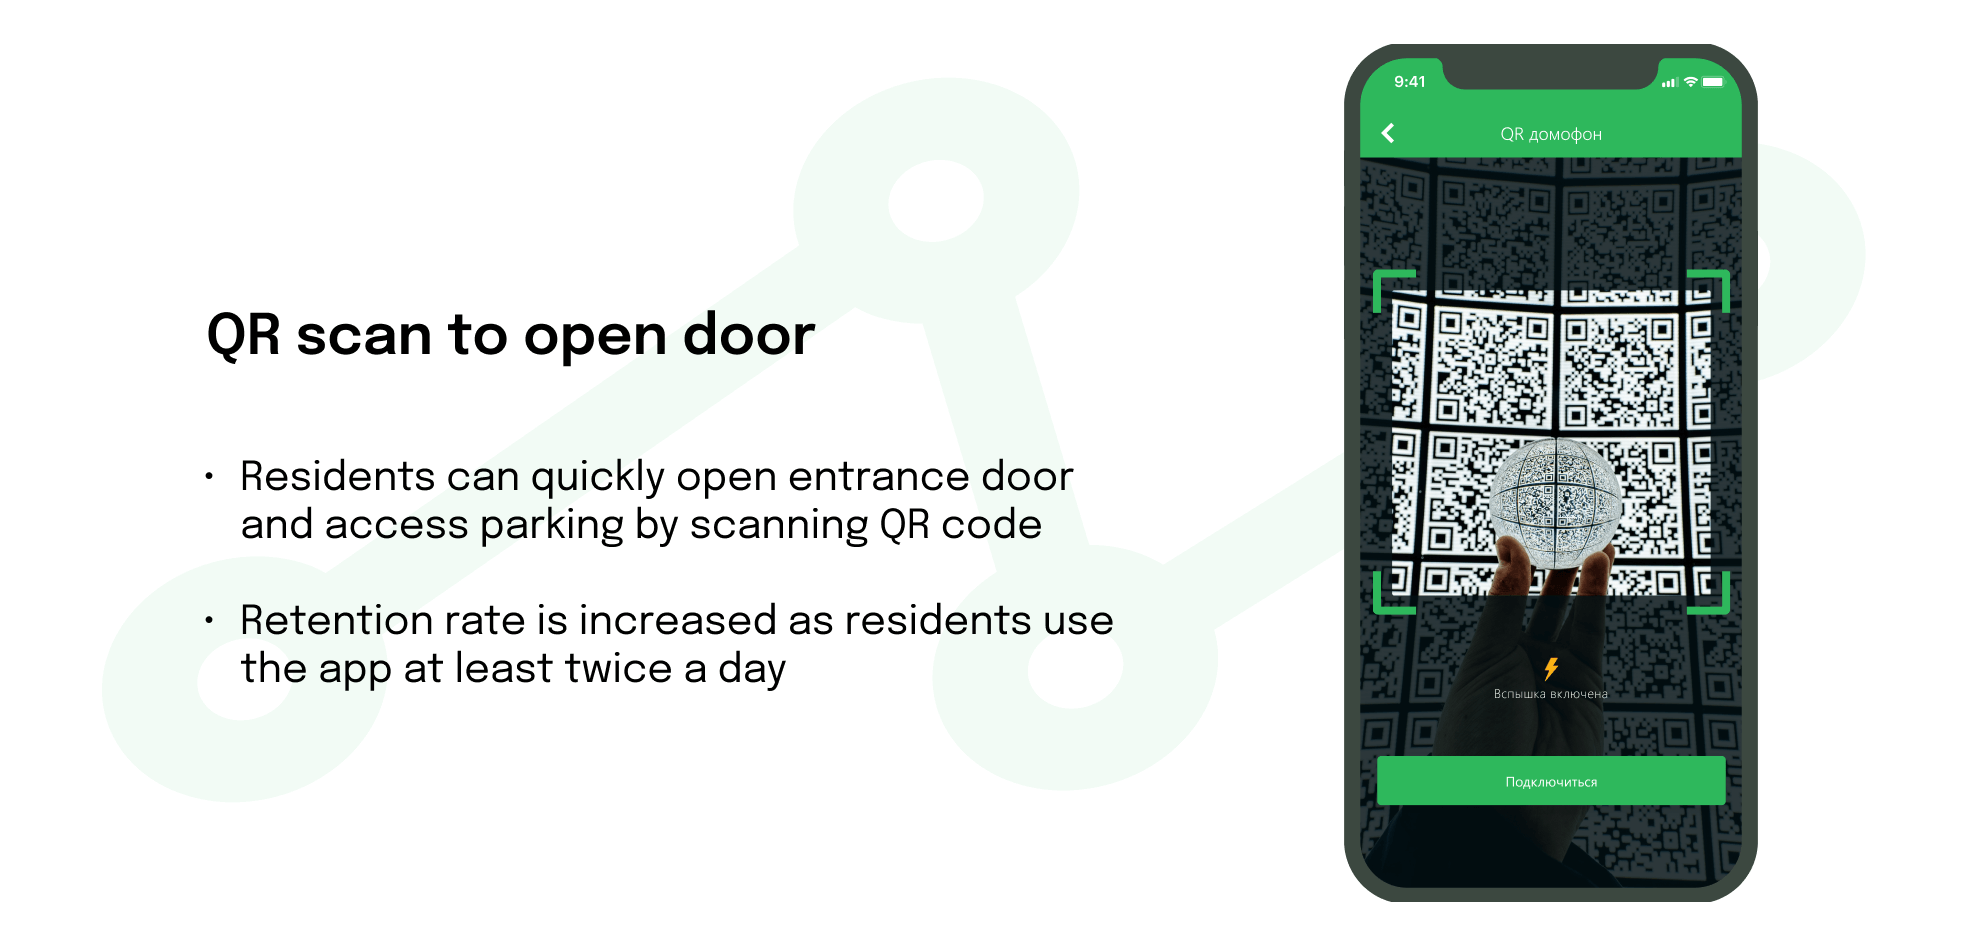 QR scan to open door
• Residents can quickly open entrance door
and access parking by scanning QR code
• Retention rate is increased as residents use
the app at least twice a day
9:41
QR домофон
Вспышка включена
Подключиться